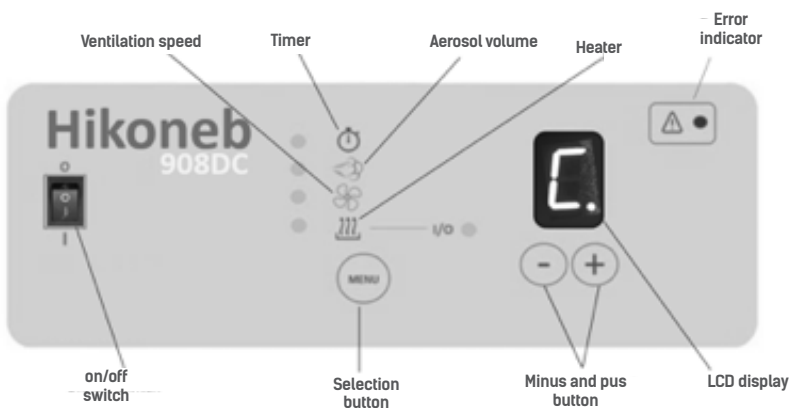 Error
indicator
Ventilation speed
Timer
Aerosol volume
Heater
Hikoneb
908DC
O
O
I
I
I/O
C.
MENU
-
+
on/off
switch
Selection
button
Minus and pus
button
LCD display